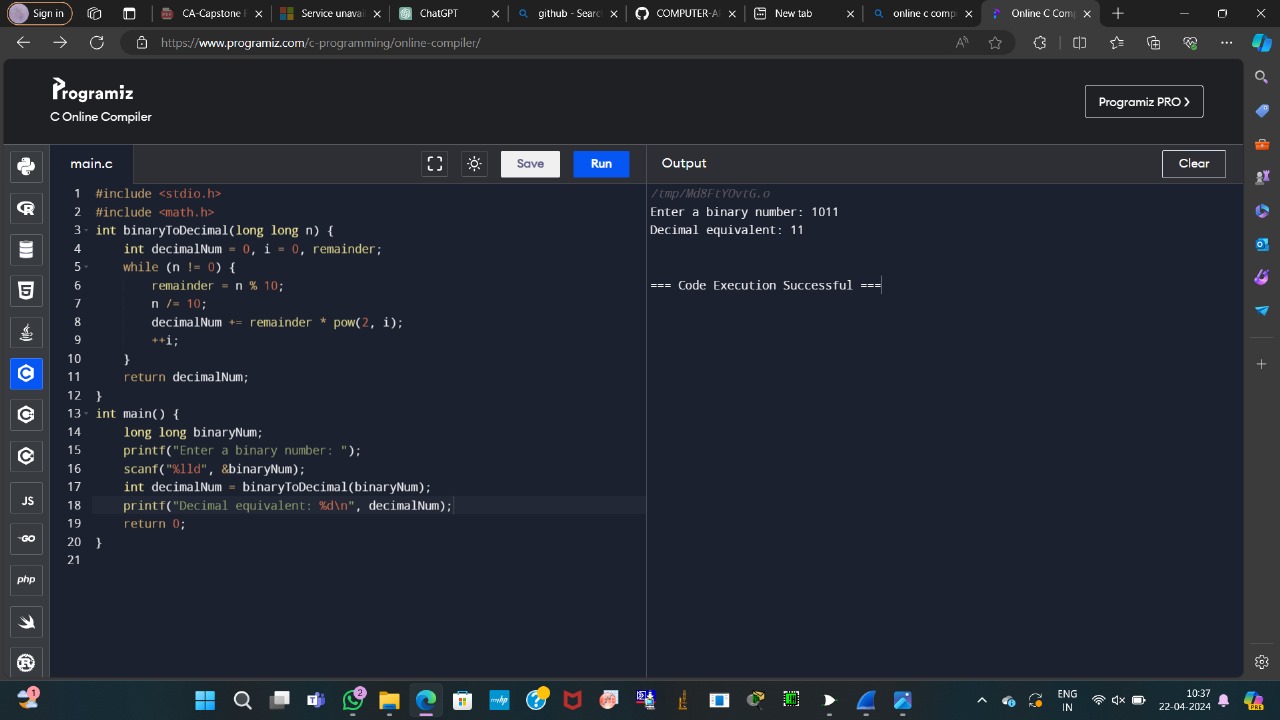 Sign in
CA-Capstone
Service unavai
ChatGPT
github - Sear
COMPUTER-A
New tab
online c comp
Online C Com
https://www.programiz.com/c-programming/online-compiler/
Programiz
C Online Compiler
Programiz PRO
main.c
Save
Run
Output
Clear
1 #include <stdio.h>
2 #include <math.h>
3 int binaryToDecimal(long long n) {
4 int decimalNum = 0, i = 0, remainder;
5 while (n != 0) {
6 remainder = n % 10;
7 n /= 10;
8 decimalNum += remainder * pow(2, i);
9 ++i;
10 }
11 return decimalNum;
12 }
13 int main() {
14 long long binaryNum;
15 printf("Enter a binary number: ");
16 scanf("%lld", &binaryNum);
17 int decimalNum = binaryToDecimal(binaryNum);
18 printf("Decimal equivalent: %d\n", decimalNum);
19 return 0;
20 }
21
/tmp/Md8FtYOvtG.o
Enter a binary number: 1011
Decimal equivalent: 11
=== Code Execution Successful ===
JS
GO
php
1
2
ENG
IN
10:37
22-04-2024